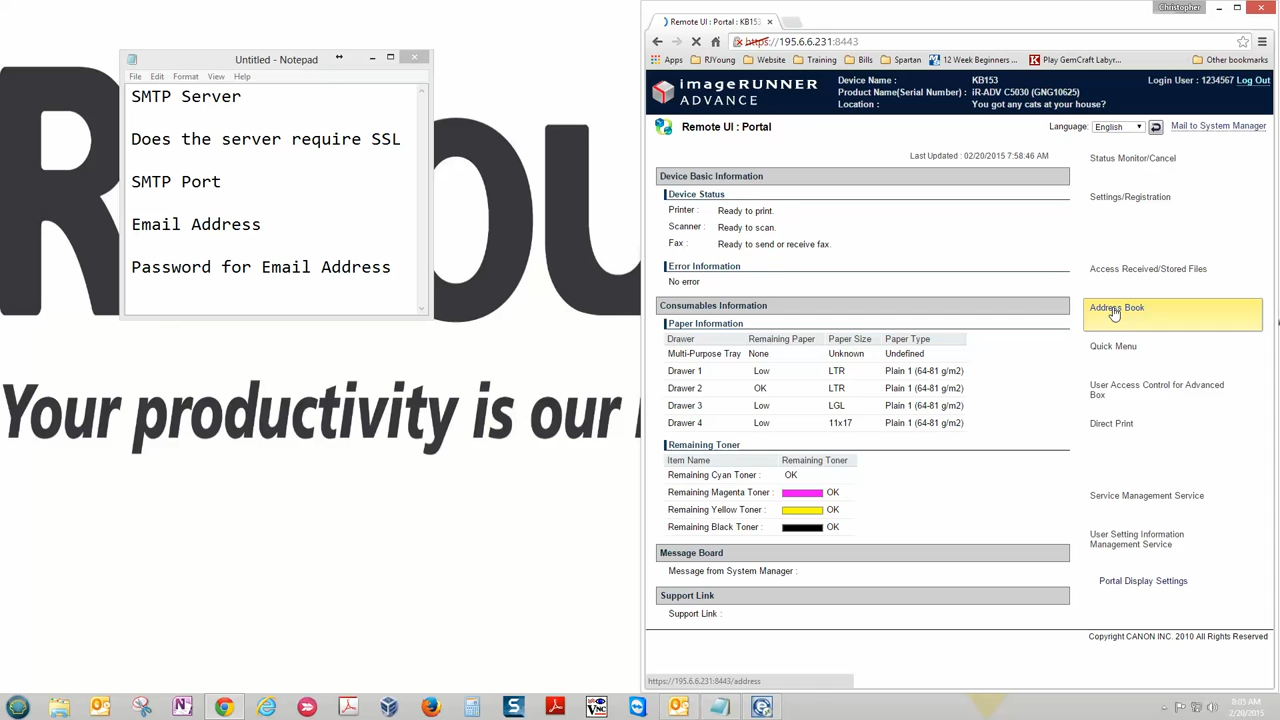 Christopher
Remote UI : Portal : KB153
https://195.6.6.231:8443
Apps RJYoung Website Training Bills Spartan 12 Week Beginners ... Play GemCraft Labyr... Other bookmarks
Untitled - Notepad
File Edit Format View Help
SMTP Server
Does the server require SSL
SMTP Port
Email Address
Password for Email Address
Your productivity is our
imageRUNNER
ADVANCE
Device Name : KB153
Product Name(Serial Number) : iR-ADV C5030 (GNG10625)
Location : You got any cats at your house?
Login User : 1234567 Log Out
Remote UI : Portal
Language: English Mail to System Manager
Last Updated : 02/20/2015 7:58:46 AM
Device Basic Information
Device Status
Printer : Ready to print.
Scanner : Ready to scan.
Fax : Ready to send or receive fax.
Error Information
No error
Consumables Information
Paper Information
Drawer Remaining Paper Paper Size Paper Type
Multi-Purpose Tray None Unknown Undefined
Drawer 1 Low LTR Plain 1 (64-81 g/m2)
Drawer 2 OK LTR Plain 1 (64-81 g/m2)
Drawer 3 Low LGL Plain 1 (64-81 g/m2)
Drawer 4 Low 11x17 Plain 1 (64-81 g/m2)
Remaining Toner
Item Name Remaining Toner
Remaining Cyan Toner : OK
Remaining Magenta Toner : OK
Remaining Yellow Toner : OK
Remaining Black Toner : OK
Message Board
Message from System Manager :
Support Link
Support Link :
Status Monitor/Cancel
Settings/Registration
Access Received/Stored Files
Address Book
Quick Menu
User Access Control for Advanced
Box
Direct Print
Service Management Service
User Setting Information
Management Service
Portal Display Settings
Copyright CANON INC. 2010 All Rights Reserved
https://195.6.6.231:8443/address
8:05 AM
2/20/2015